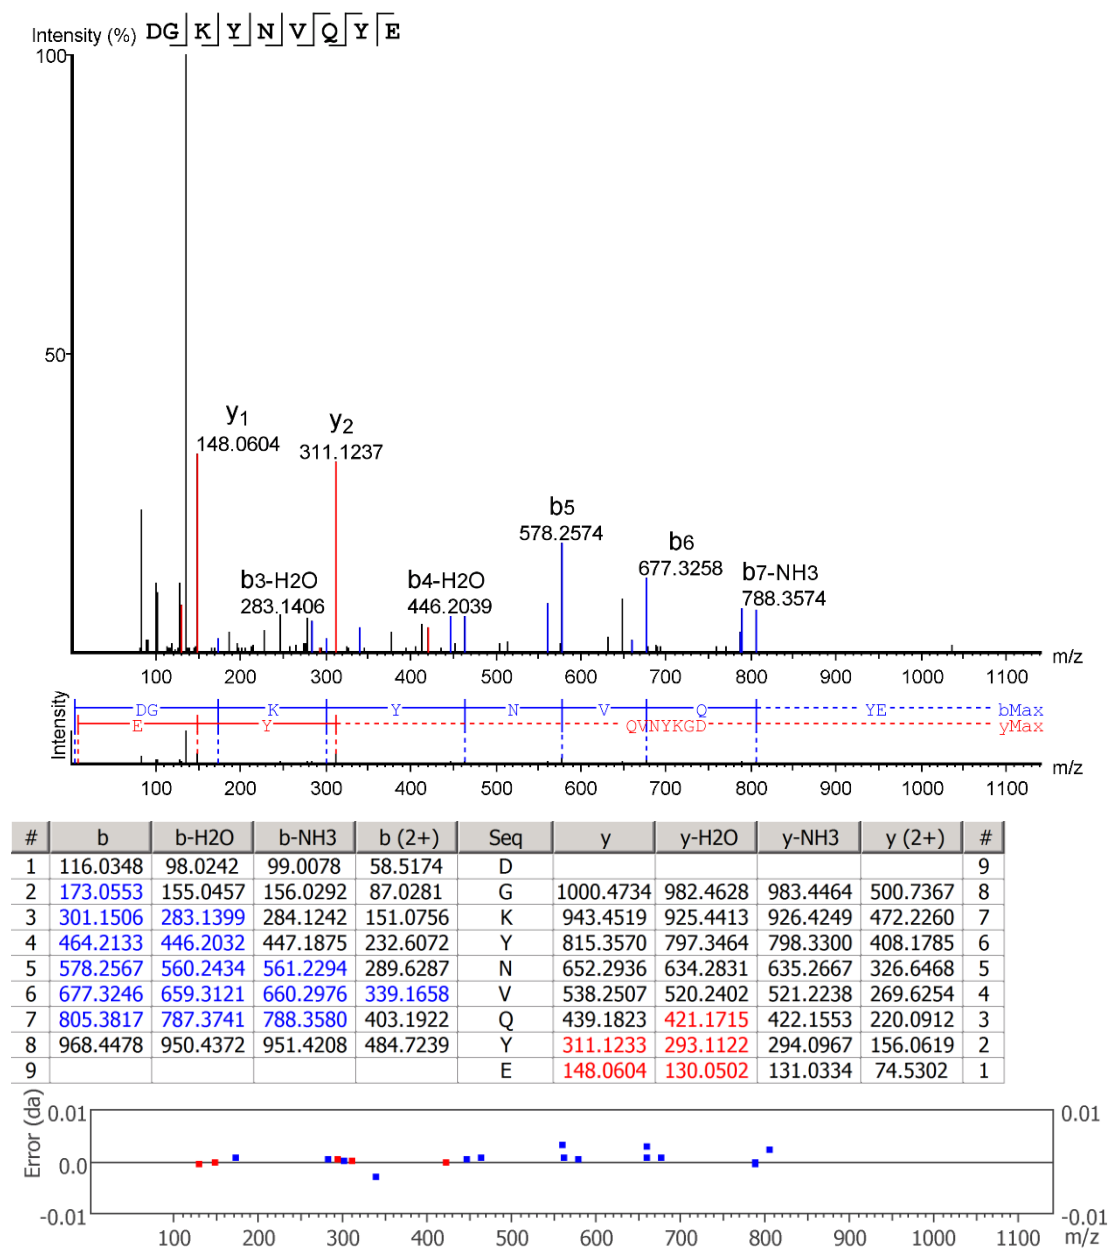 Intensity (%) DG K Y N V Q Y E
100
50
y1
148.0604
y2
311.1237
b3-H2O
283.1406
b4-H2O
446.2039
b5
578.2574
b6
677.3258
b7-NH3
788.3574
100 200 300 400 500 600 700 800 900 1000 1100 m/z
Intensity
DG K Y N V Q YE bMax
E Y QVNYKGD yMax
100 200 300 400 500 600 700 800 900 1000 1100 m/z
# b b-H2O b-NH3 b (2+) Seq y y-H2O y-NH3 y (2+) #
1 116.0348 98.0242 99.0078 58.5174 D 9
2 173.0553 155.0457 156.0292 87.0281 G 1000.4734 982.4628 983.4464 500.7367 8
3 301.1506 283.1399 284.1242 151.0756 K 943.4519 925.4413 926.4249 472.2260 7
4 464.2133 446.2032 447.1875 232.6072 Y 815.3570 797.3464 798.3300 408.1785 6
5 578.2567 560.2434 561.2294 289.6287 N 652.2936 634.2831 635.2667 326.6468 5
6 677.3246 659.3121 660.2976 339.1658 V 538.2507 520.2402 521.2238 269.6254 4
7 805.3817 787.3741 788.3580 403.1922 Q 439.1823 421.1715 422.1553 220.0912 3
8 968.4478 950.4372 951.4208 484.7239 Y 311.1233 293.1122 294.0967 156.0619 2
9 E 148.0604 130.0502 131.0334 74.5302 1
Error (da)
0.01 0.01
0.0
-0.01 -0.01
100 200 300 400 500 600 700 800 900 1000 1100 m/z